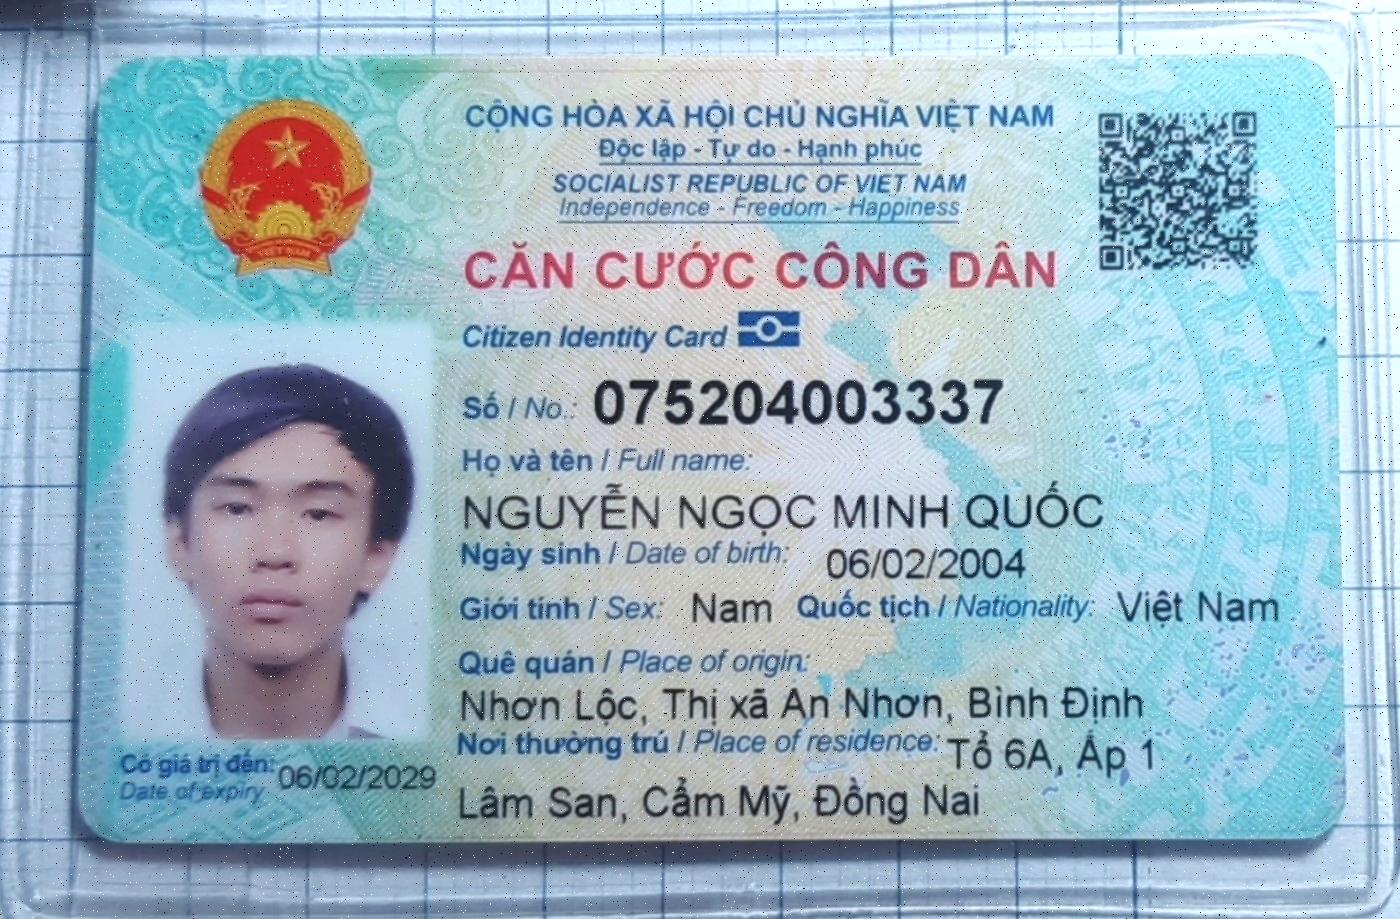 CỘNG HÒA XÃ HỘI CHỦ NGHĨA VIỆT NAM
Độc lập - Tự do - Hạnh phúc
SOCIALIST REPUBLIC OF VIET NAM
Independence - Freedom - Happiness
CĂN CƯỚC CÔNG DÂN
Citizen Identity Card
Số / No.: 075204003337
Họ và tên / Full name:
NGUYỄN NGỌC MINH QUỐC
Ngày sinh / Date of birth: 06/02/2004
Giới tính / Sex: Nam Quốc tịch / Nationality: Việt Nam
Quê quán / Place of origin:
Nhơn Lộc, Thị xã An Nhơn, Bình Định
Nơi thường trú / Place of residence: Tổ 6A, Ấp 1
Lâm San, Cẩm Mỹ, Đồng Nai
Có giá trị đến: 06/02/2029
Date of expiry